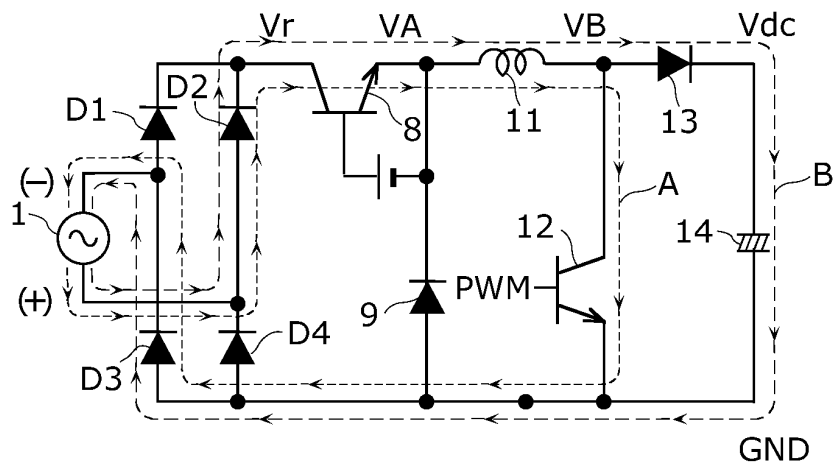 Vr VA VB Vdc
D1 D2 8 11 13
(−) A B
1 12 14
(+) 9 PWM
D3 D4
GND